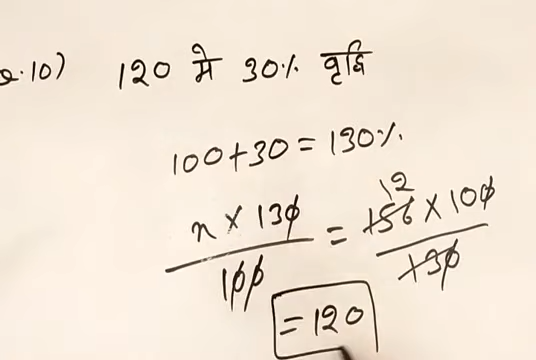 Q.10) 120 मे 30% वृद्धि
100+30=130%
x × 130 / 100 = 12 156 × 100 / 130
= 120